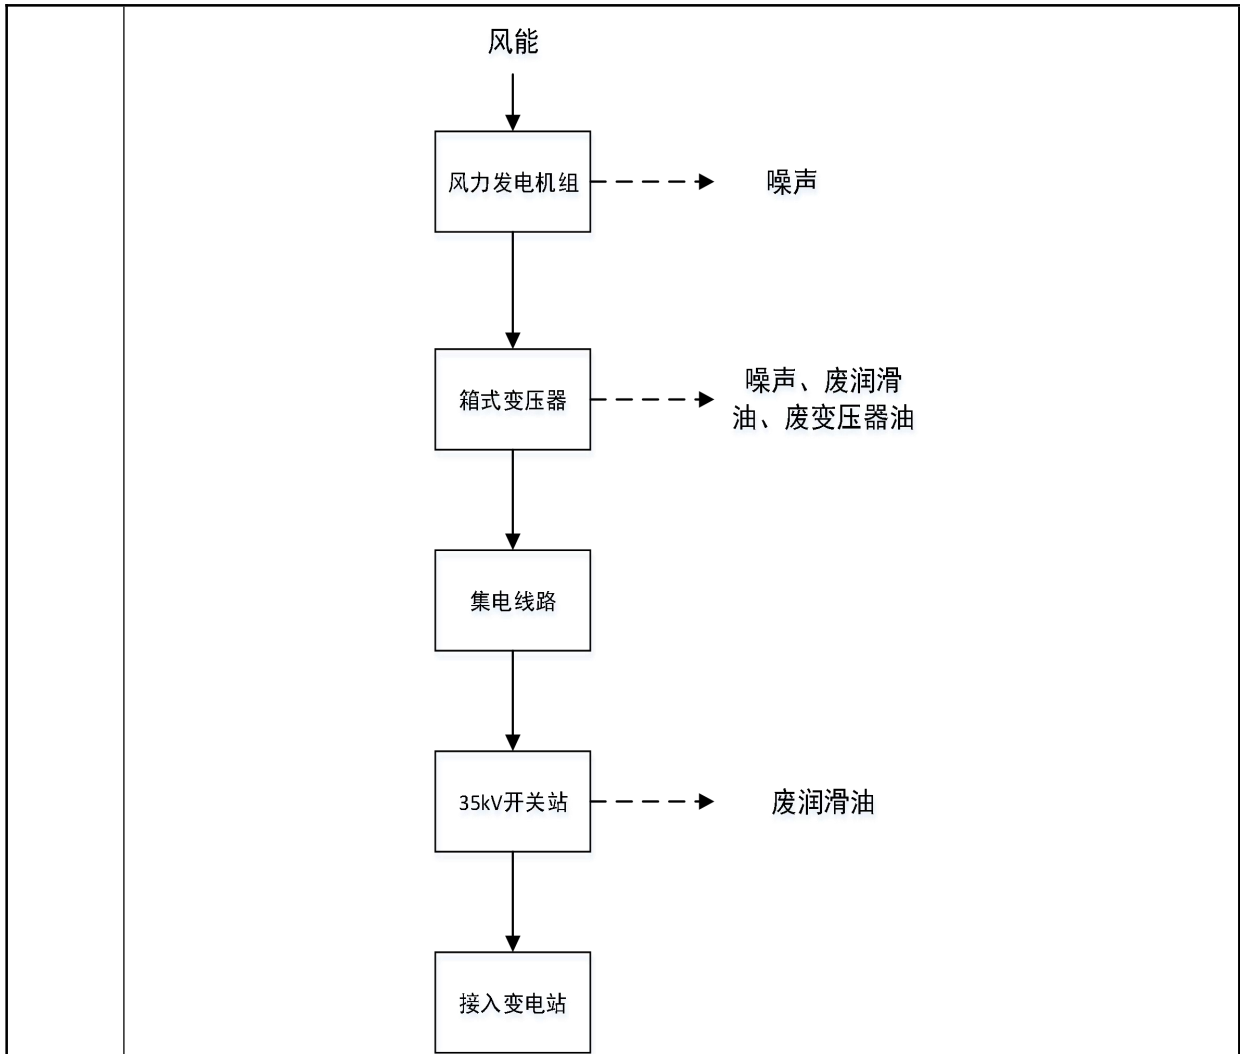 风能
风力发电机组
噪声
箱式变压器
噪声、废润滑
油、废变压器油
集电线路
35kV开关站
废润滑油
接入变电站